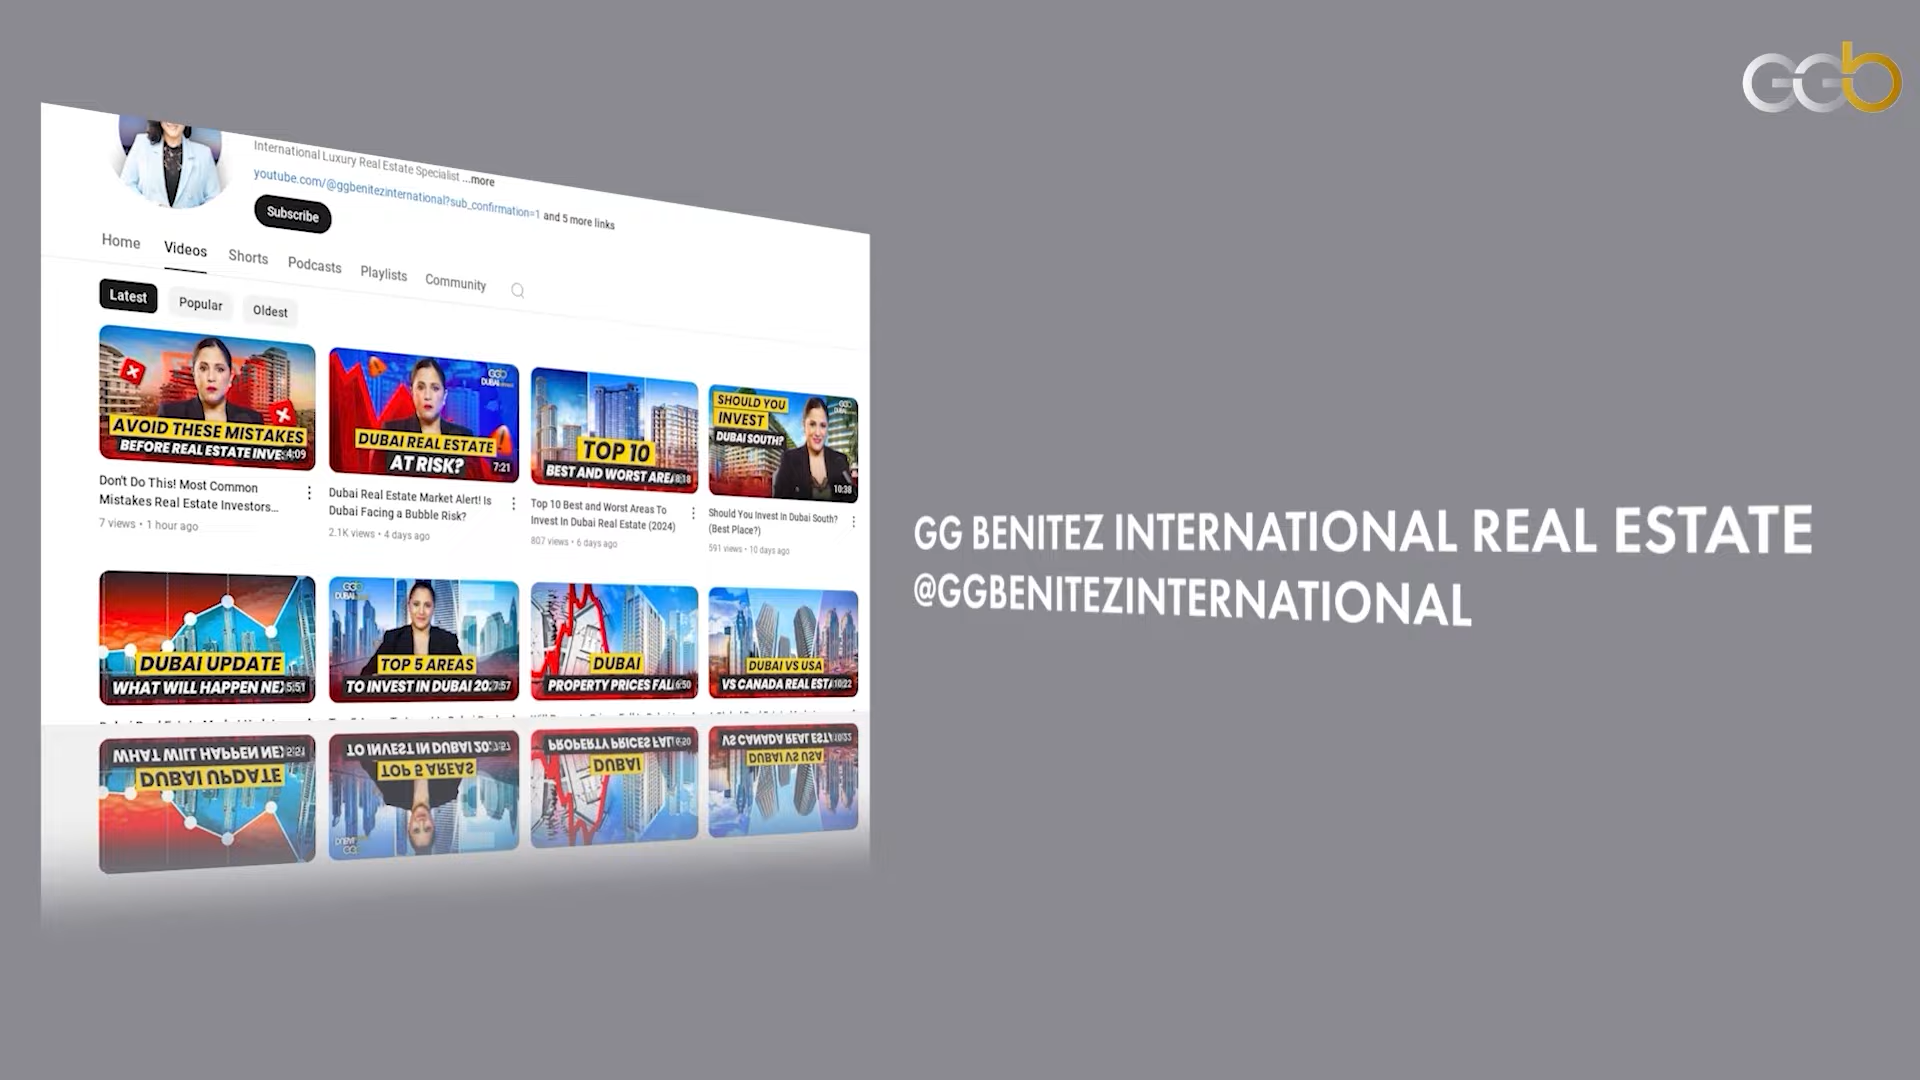 GGb
International Luxury Real Estate Specialist ...more
youtube.com/@ggbenitezinternational?sub_confirmation=1 and 5 more links
Subscribe
Home Videos Shorts Podcasts Playlists Community
Latest Popular Oldest
AVOID THESE MISTAKES
BEFORE REAL ESTATE INVE
4:09
Don't Do This! Most Common
Mistakes Real Estate Investors...
7 views • 1 hour ago
GGb
DUBAI
DUBAI REAL ESTATE
AT RISK?
7:21
Dubai Real Estate Market Alert! Is
Dubai Facing a Bubble Risk?
2.1K views • 4 days ago
TOP 10
BEST AND WORST AREA
8:18
Top 10 Best and Worst Areas To
Invest In Dubai Real Estate (2024)
807 views • 6 days ago
SHOULD YOU
INVEST
DUBAI SOUTH?
10:38
Should You Invest In Dubai South?
(Best Place?)
591 views • 10 days ago
DUBAI UPDATE
WHAT WILL HAPPEN NEX
5:51
GGb
DUBAI
TOP 5 AREAS
TO INVEST IN DUBAI 20
7:57
DUBAI
PROPERTY PRICES FAL
6:50
DUBAI VS USA
VS CANADA REAL ESTA
10:22
GG BENITEZ INTERNATIONAL REAL ESTATE
@GGBENITEZINTERNATIONAL